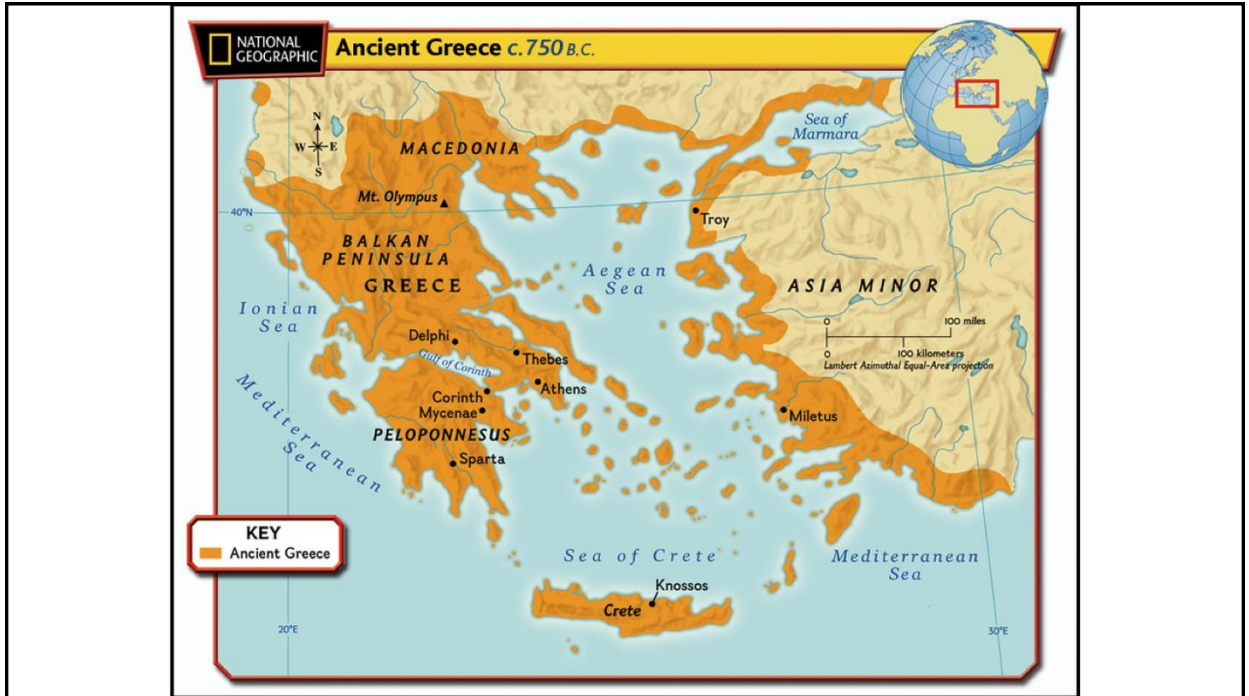 NATIONAL
GEOGRAPHIC
Ancient Greece c.750 B.C.
Sea of
Marmara
N
W E
S
MACEDONIA
Mt. Olympus
40°N
Troy
BALKAN
PENINSULA
GREECE
Aegean
Sea
ASIA MINOR
Ionian
Sea
0 100 miles
0 100 kilometers
Lambert Azimuthal Equal-Area projection
Delphi
Thebes
Gulf of Corinth
Athens
Corinth
Mycenae
Miletus
Mediterranean
Sea
PELOPONNESUS
Sparta
KEY
Ancient Greece
Sea of Crete
Mediterranean
Sea
Knossos
Crete
20°E
30°E